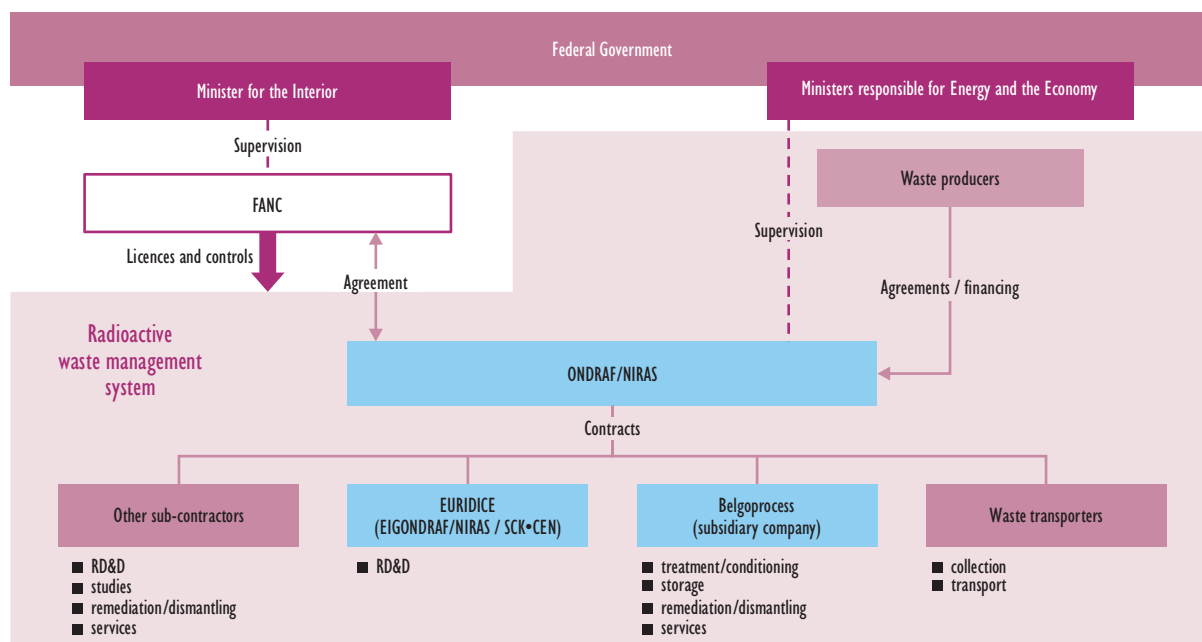 Federal Government
Minister for the Interior
Ministers responsible for Energy and the Economy
Supervision
Waste producers
FANC
Supervision
Licences and controls
Agreement
Agreements / financing
Radioactive
waste management
system
ONDRAF/NIRAS
Contracts
Other sub-contractors
EURIDICE
(EIGONDRAF/NIRAS / SCK•CEN)
Belgoprocess
(subsidiary company)
Waste transporters
■ RD&D
■ studies
■ remediation/dismantling
■ services
■ RD&D
■ treatment/conditioning
■ storage
■ remediation/dismantling
■ services
■ collection
■ transport